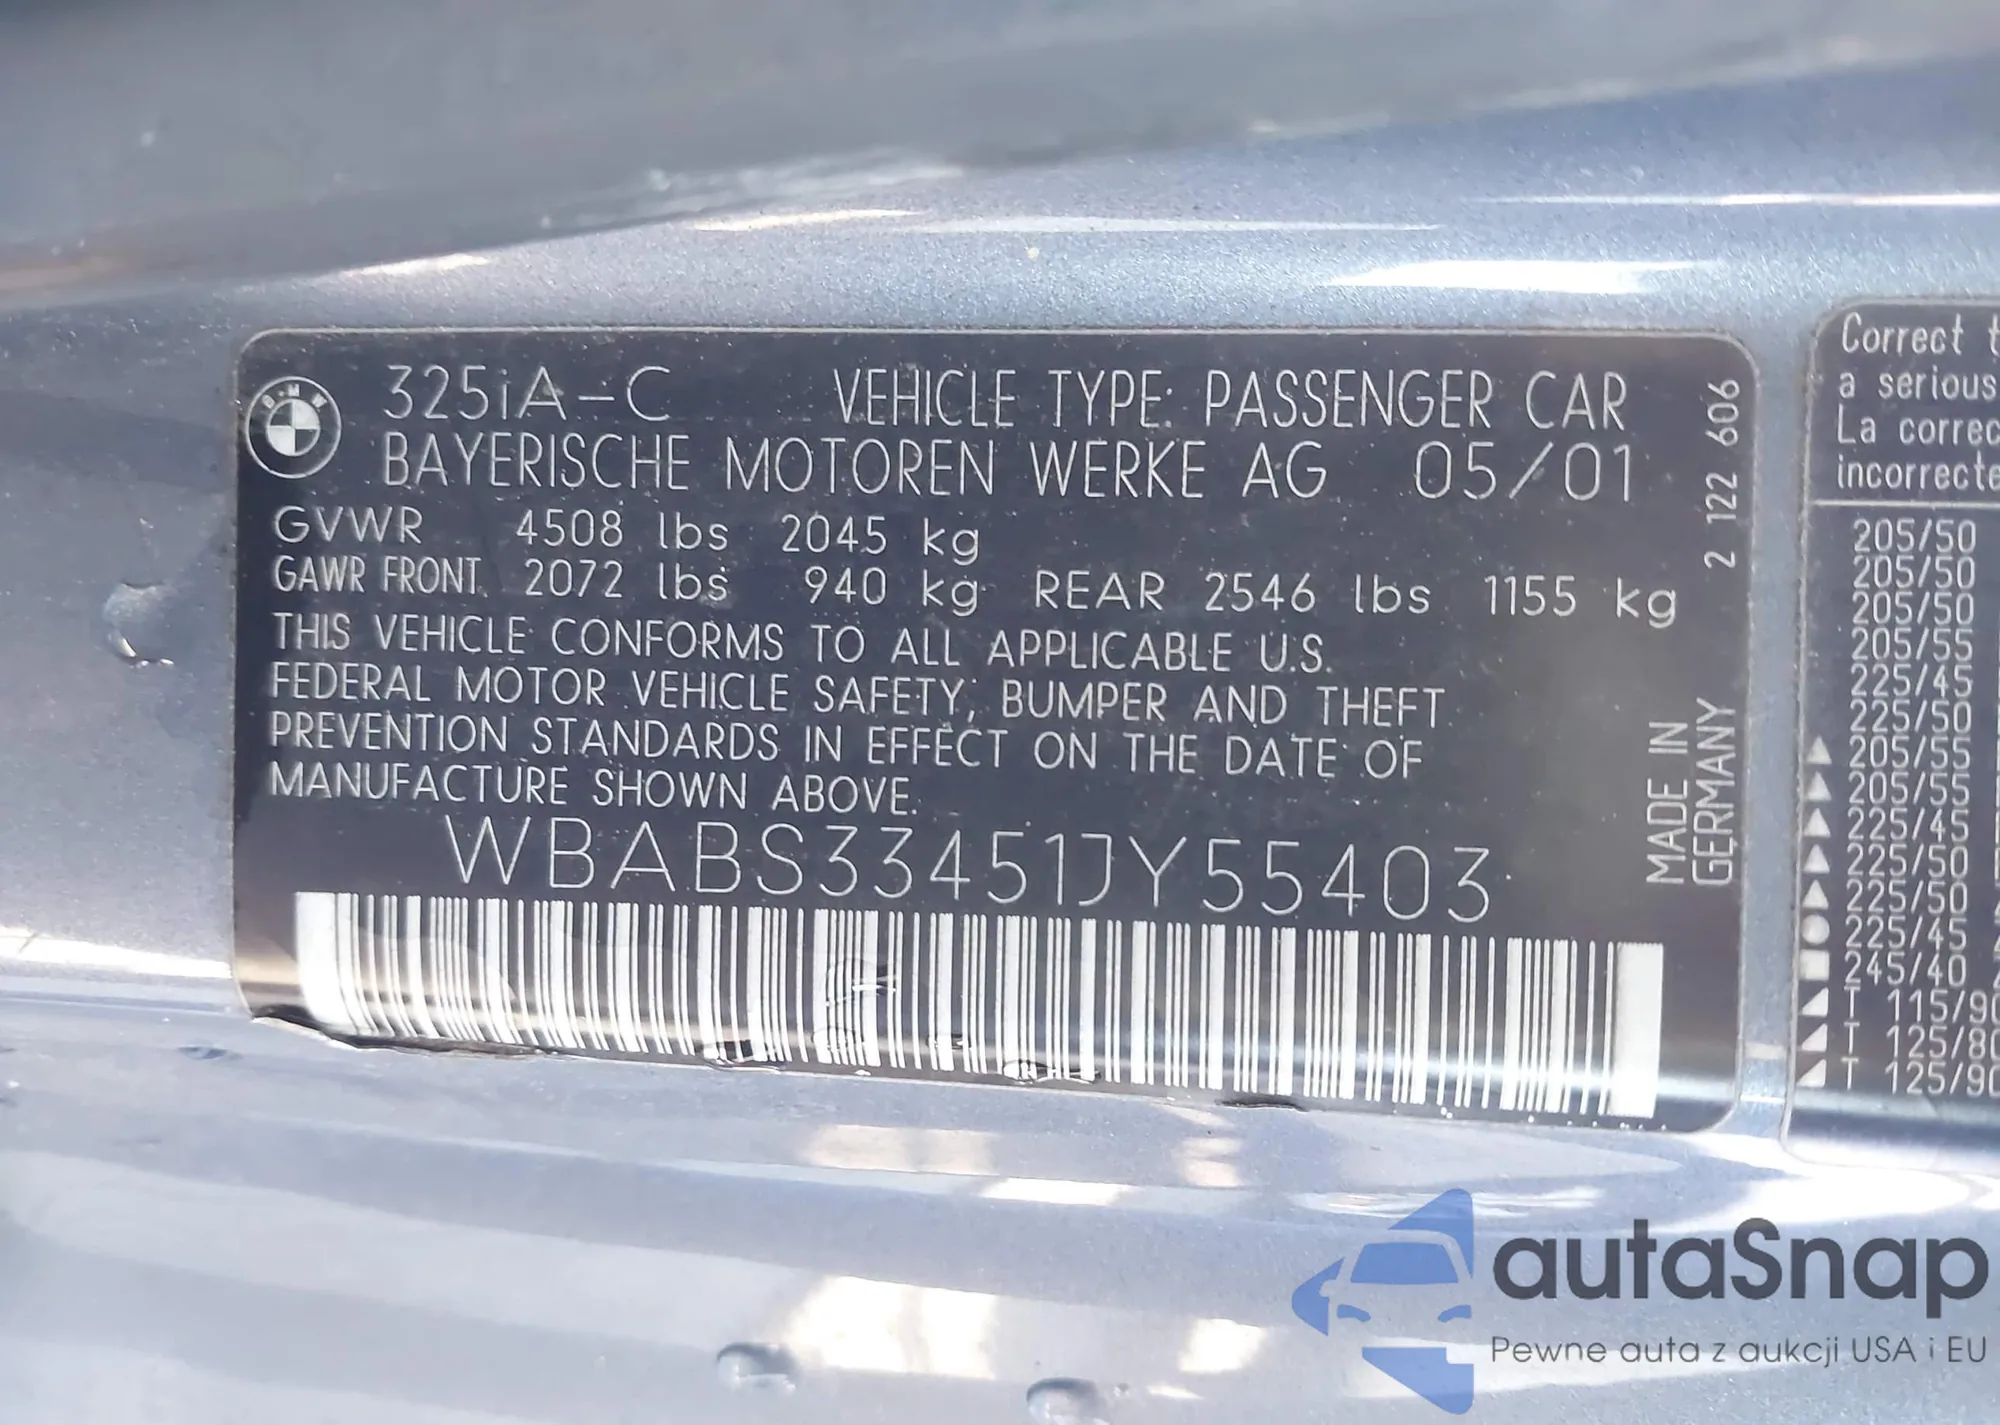 325iA-C VEHICLE TYPE: PASSENGER CAR
BAYERISCHE MOTOREN WERKE AG 05/01
GVWR 4508 lbs 2045 kg
GAWR FRONT. 2072 lbs 940 kg REAR 2546 lbs 1155 kg
THIS VEHICLE CONFORMS TO ALL APPLICABLE U.S.
FEDERAL MOTOR VEHICLE SAFETY, BUMPER AND THEFT
PREVENTION STANDARDS IN EFFECT ON THE DATE OF
MANUFACTURE SHOWN ABOVE.
WBABS33451JY55403
2 122 606
MADE IN
GERMANY
BMW
Correct t
a serious
La correc
incorrecte
205/50
205/50
205/50
205/55
225/45
225/50
▲ 205/55
▲ 205/55
▲ 225/45
▲ 225/50
▲ 225/50
● 225/45
■ 245/40
T 115/90
T 125/80
T 125/90
autaSnap
Pewne auta z aukcji USA i EU